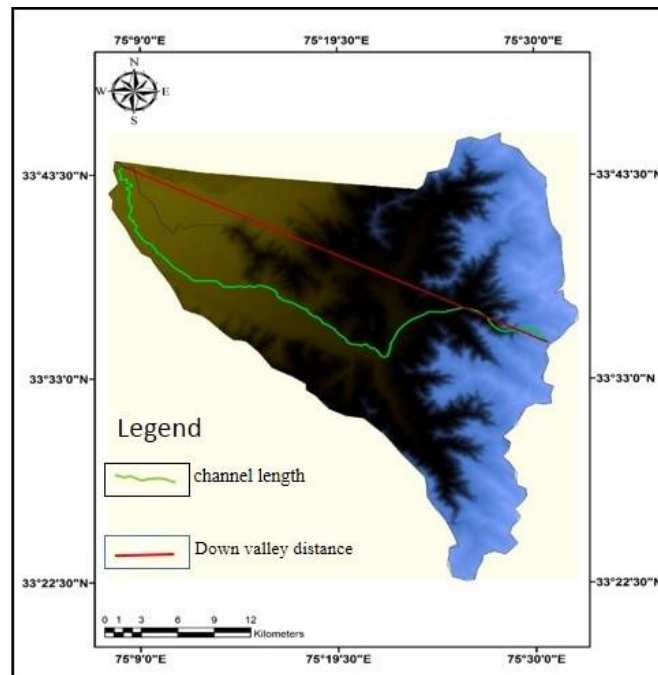 75°9'0"E 75°19'30"E 75°30'0"E
N
W E
S
33°43'30"N 33°43'30"N
33°33'0"N 33°33'0"N
Legend
channel length
Down valley distance
33°22'30"N 33°22'30"N
0 1 3 6 9 12
Kilometers
75°9'0"E 75°19'30"E 75°30'0"E